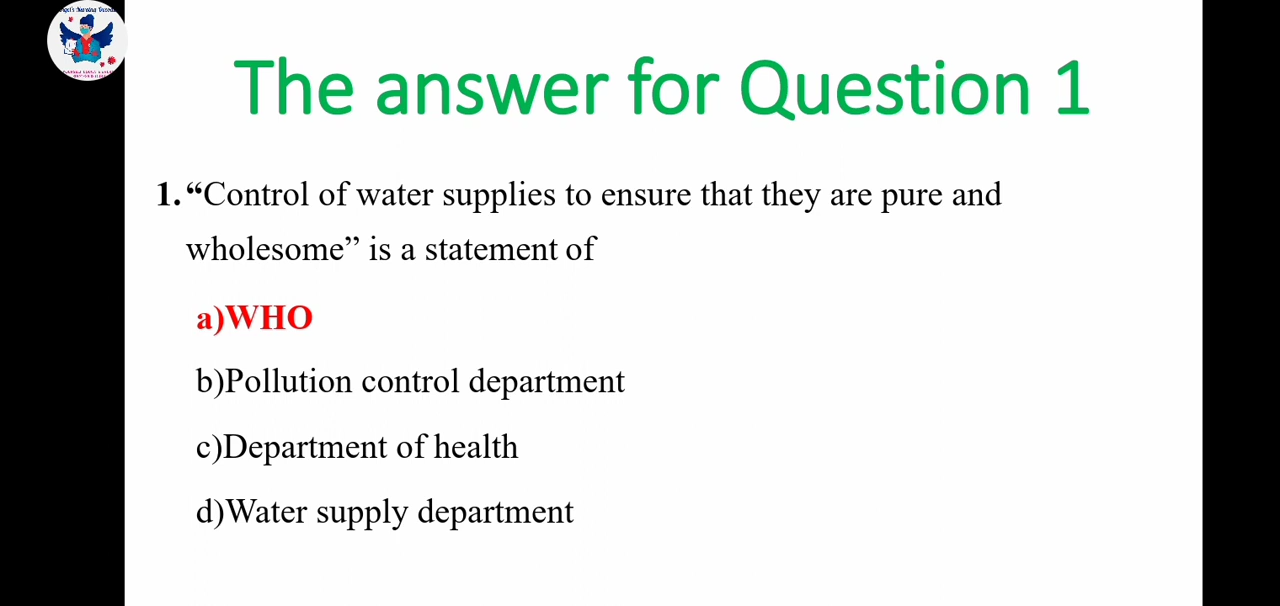 The answer for Question 1
1. “Control of water supplies to ensure that they are pure and
wholesome” is a statement of
a)WHO
b)Pollution control department
c)Department of health
d)Water supply department